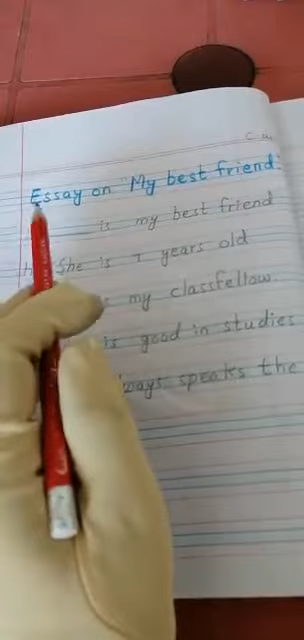 Essay on "My best friend:
is my best friend
She is 7 years old
my classfellow
is good in studies
speaks the